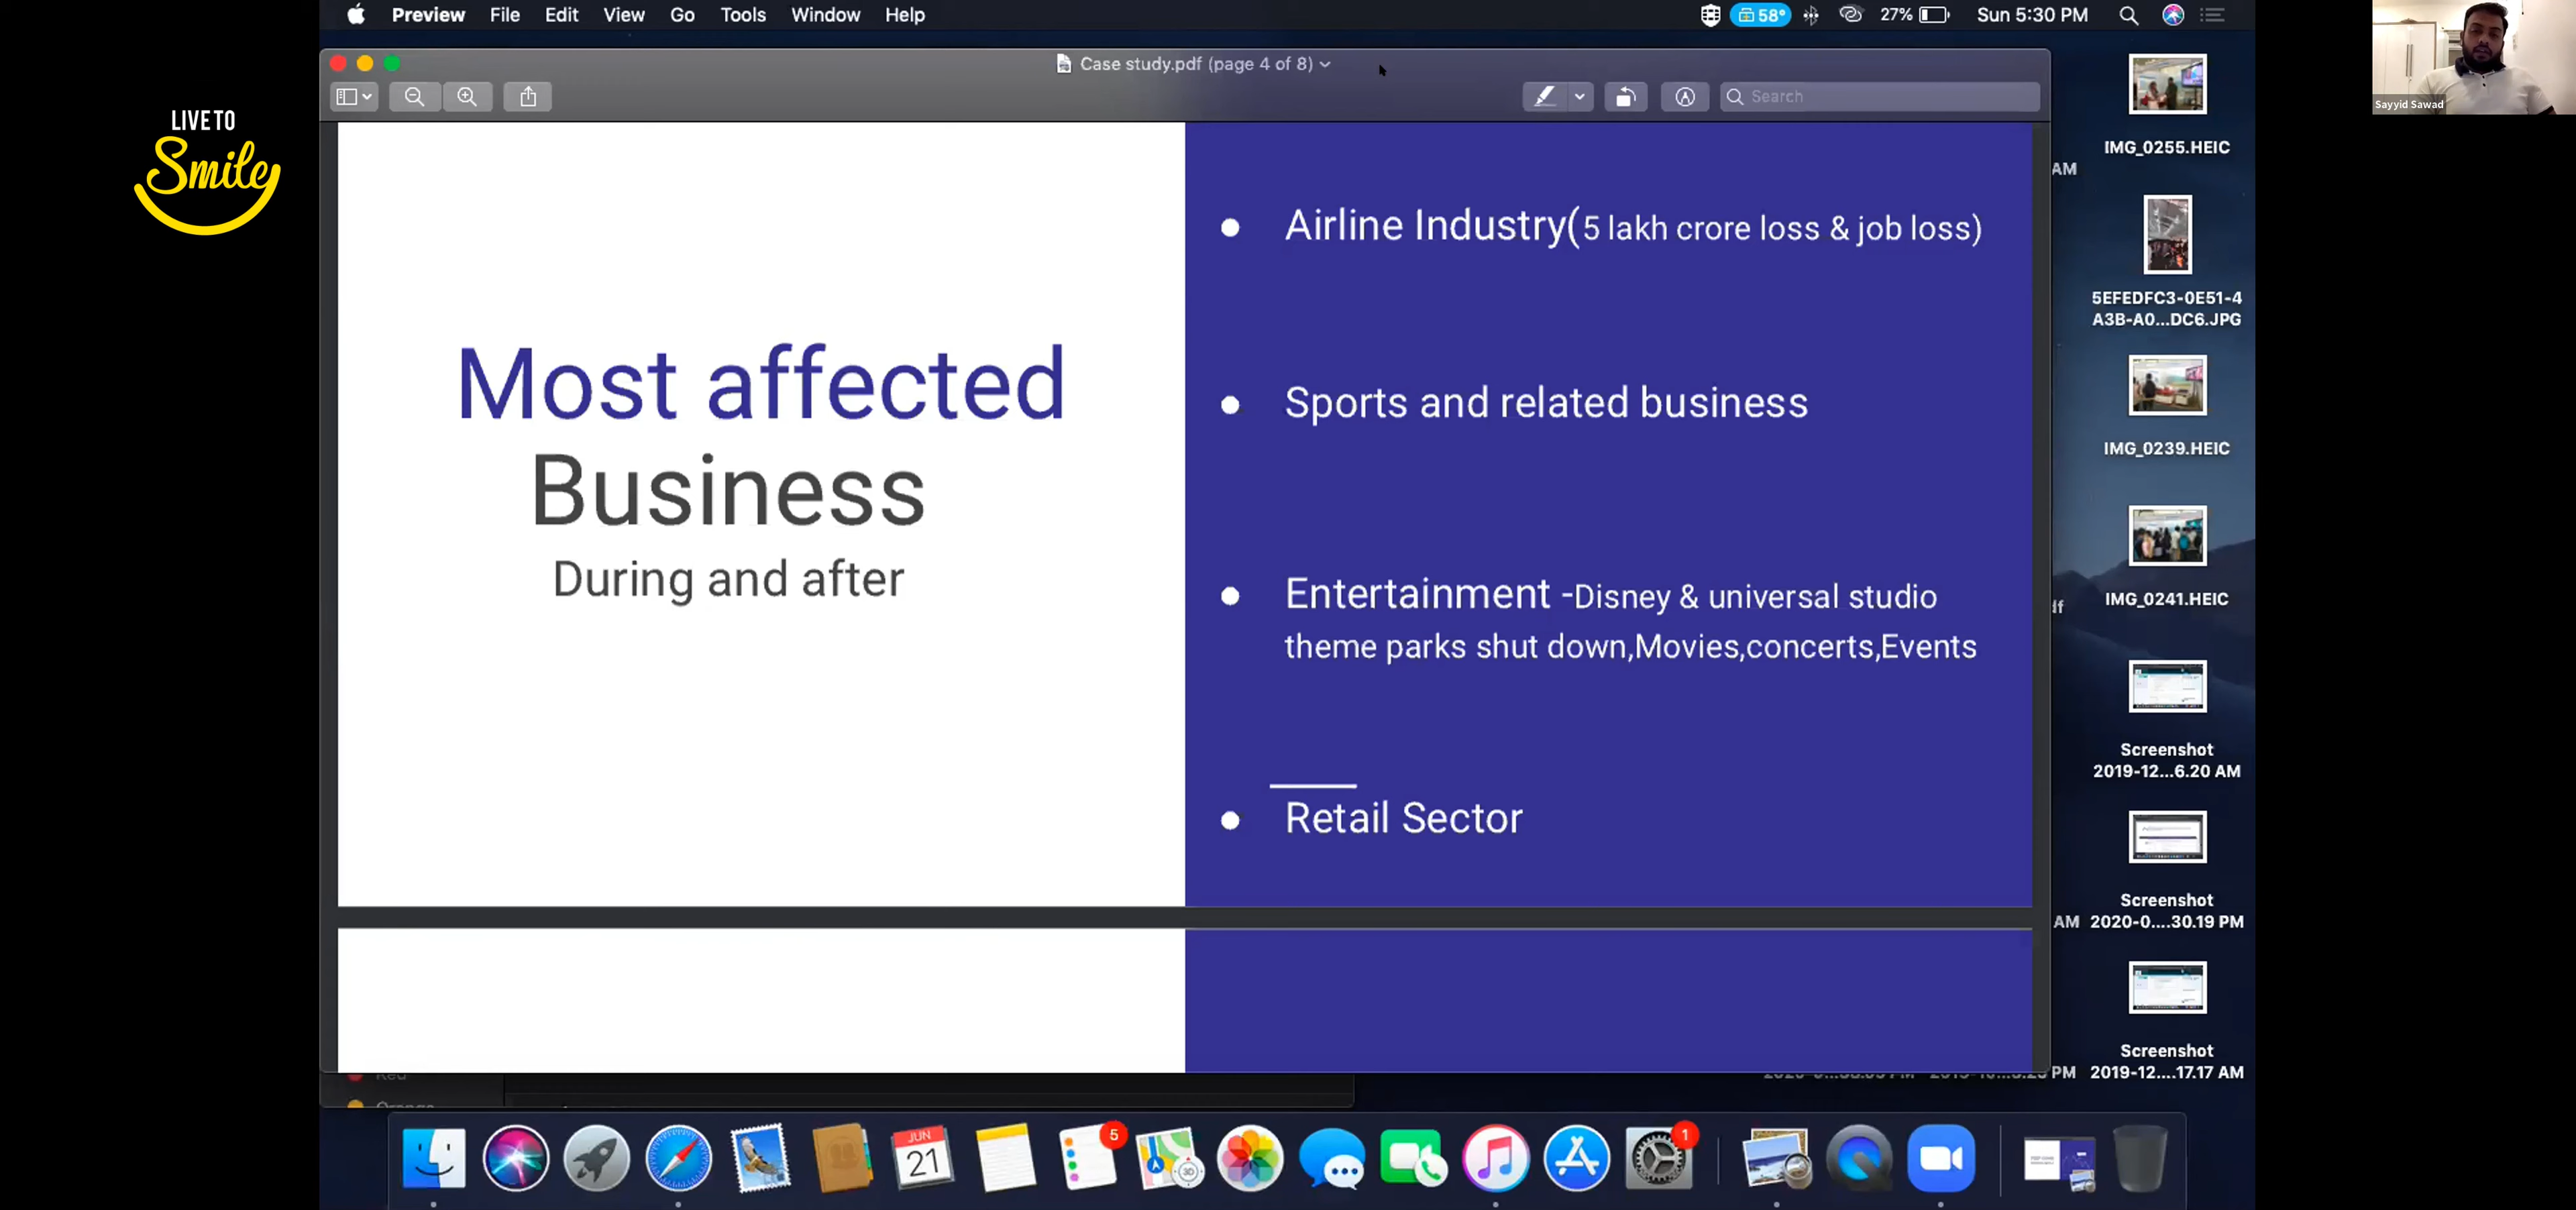 Preview File Edit View Go Tools Window Help
58° 27% Sun 5:30 PM
Sayyid Sawad
LIVE TO
Smile
Case study.pdf (page 4 of 8)
Search
Most affected
Business
During and after
Airline Industry(5 lakh crore loss & job loss)
Sports and related business
Entertainment -Disney & universal studio
theme parks shut down,Movies,concerts,Events
Retail Sector
IMG_0255.HEIC
AM
5EFEDFC3-0E51-4
A3B-A0...DC6.JPG
IMG_0239.HEIC
IMG_0241.HEIC
Screenshot
2019-12...6.20 AM
Screenshot
AM 2020-0....30.19 PM
Screenshot
PM 2019-12....17.17 AM
Red
Orange
JUN
21
5
3D
1